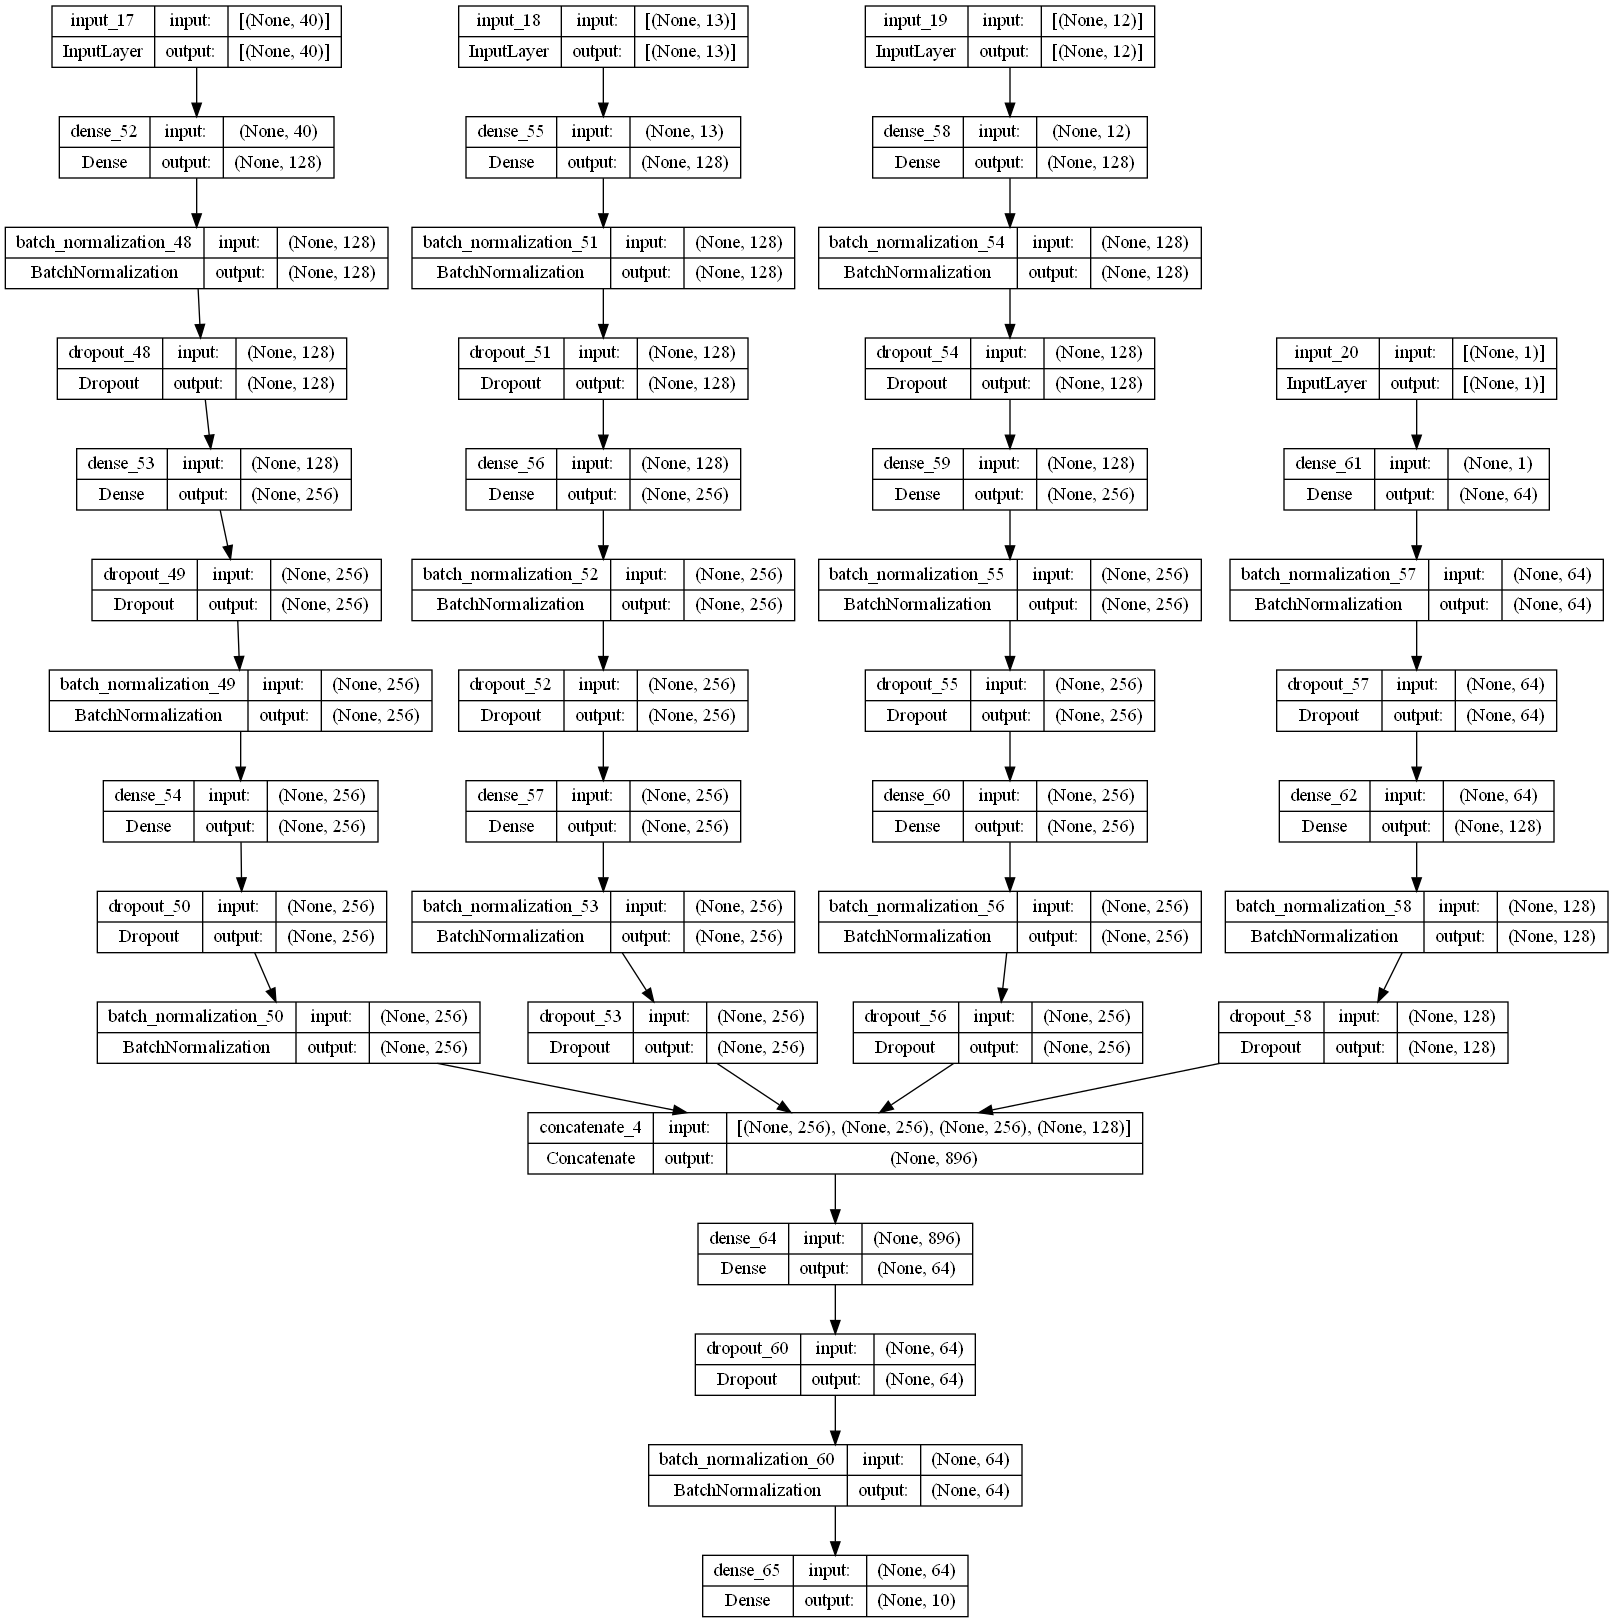 input_17 input: [(None, 40)]
InputLayer output: [(None, 40)]
input_18 input: [(None, 13)]
InputLayer output: [(None, 13)]
input_19 input: [(None, 12)]
InputLayer output: [(None, 12)]
dense_52 input: (None, 40)
Dense output: (None, 128)
dense_55 input: (None, 13)
Dense output: (None, 128)
dense_58 input: (None, 12)
Dense output: (None, 128)
batch_normalization_48 input: (None, 128)
BatchNormalization output: (None, 128)
batch_normalization_51 input: (None, 128)
BatchNormalization output: (None, 128)
batch_normalization_54 input: (None, 128)
BatchNormalization output: (None, 128)
dropout_48 input: (None, 128)
Dropout output: (None, 128)
dropout_51 input: (None, 128)
Dropout output: (None, 128)
dropout_54 input: (None, 128)
Dropout output: (None, 128)
input_20 input: [(None, 1)]
InputLayer output: [(None, 1)]
dense_53 input: (None, 128)
Dense output: (None, 256)
dense_56 input: (None, 128)
Dense output: (None, 256)
dense_59 input: (None, 128)
Dense output: (None, 256)
dense_61 input: (None, 1)
Dense output: (None, 64)
dropout_49 input: (None, 256)
Dropout output: (None, 256)
batch_normalization_52 input: (None, 256)
BatchNormalization output: (None, 256)
batch_normalization_55 input: (None, 256)
BatchNormalization output: (None, 256)
batch_normalization_57 input: (None, 64)
BatchNormalization output: (None, 64)
batch_normalization_49 input: (None, 256)
BatchNormalization output: (None, 256)
dropout_52 input: (None, 256)
Dropout output: (None, 256)
dropout_55 input: (None, 256)
Dropout output: (None, 256)
dropout_57 input: (None, 64)
Dropout output: (None, 64)
dense_54 input: (None, 256)
Dense output: (None, 256)
dense_57 input: (None, 256)
Dense output: (None, 256)
dense_60 input: (None, 256)
Dense output: (None, 256)
dense_62 input: (None, 64)
Dense output: (None, 128)
dropout_50 input: (None, 256)
Dropout output: (None, 256)
batch_normalization_53 input: (None, 256)
BatchNormalization output: (None, 256)
batch_normalization_56 input: (None, 256)
BatchNormalization output: (None, 256)
batch_normalization_58 input: (None, 128)
BatchNormalization output: (None, 128)
batch_normalization_50 input: (None, 256)
BatchNormalization output: (None, 256)
dropout_53 input: (None, 256)
Dropout output: (None, 256)
dropout_56 input: (None, 256)
Dropout output: (None, 256)
dropout_58 input: (None, 128)
Dropout output: (None, 128)
concatenate_4 input: [(None, 256), (None, 256), (None, 256), (None, 128)]
Concatenate output: (None, 896)
dense_64 input: (None, 896)
Dense output: (None, 64)
dropout_60 input: (None, 64)
Dropout output: (None, 64)
batch_normalization_60 input: (None, 64)
BatchNormalization output: (None, 64)
dense_65 input: (None, 64)
Dense output: (None, 10)